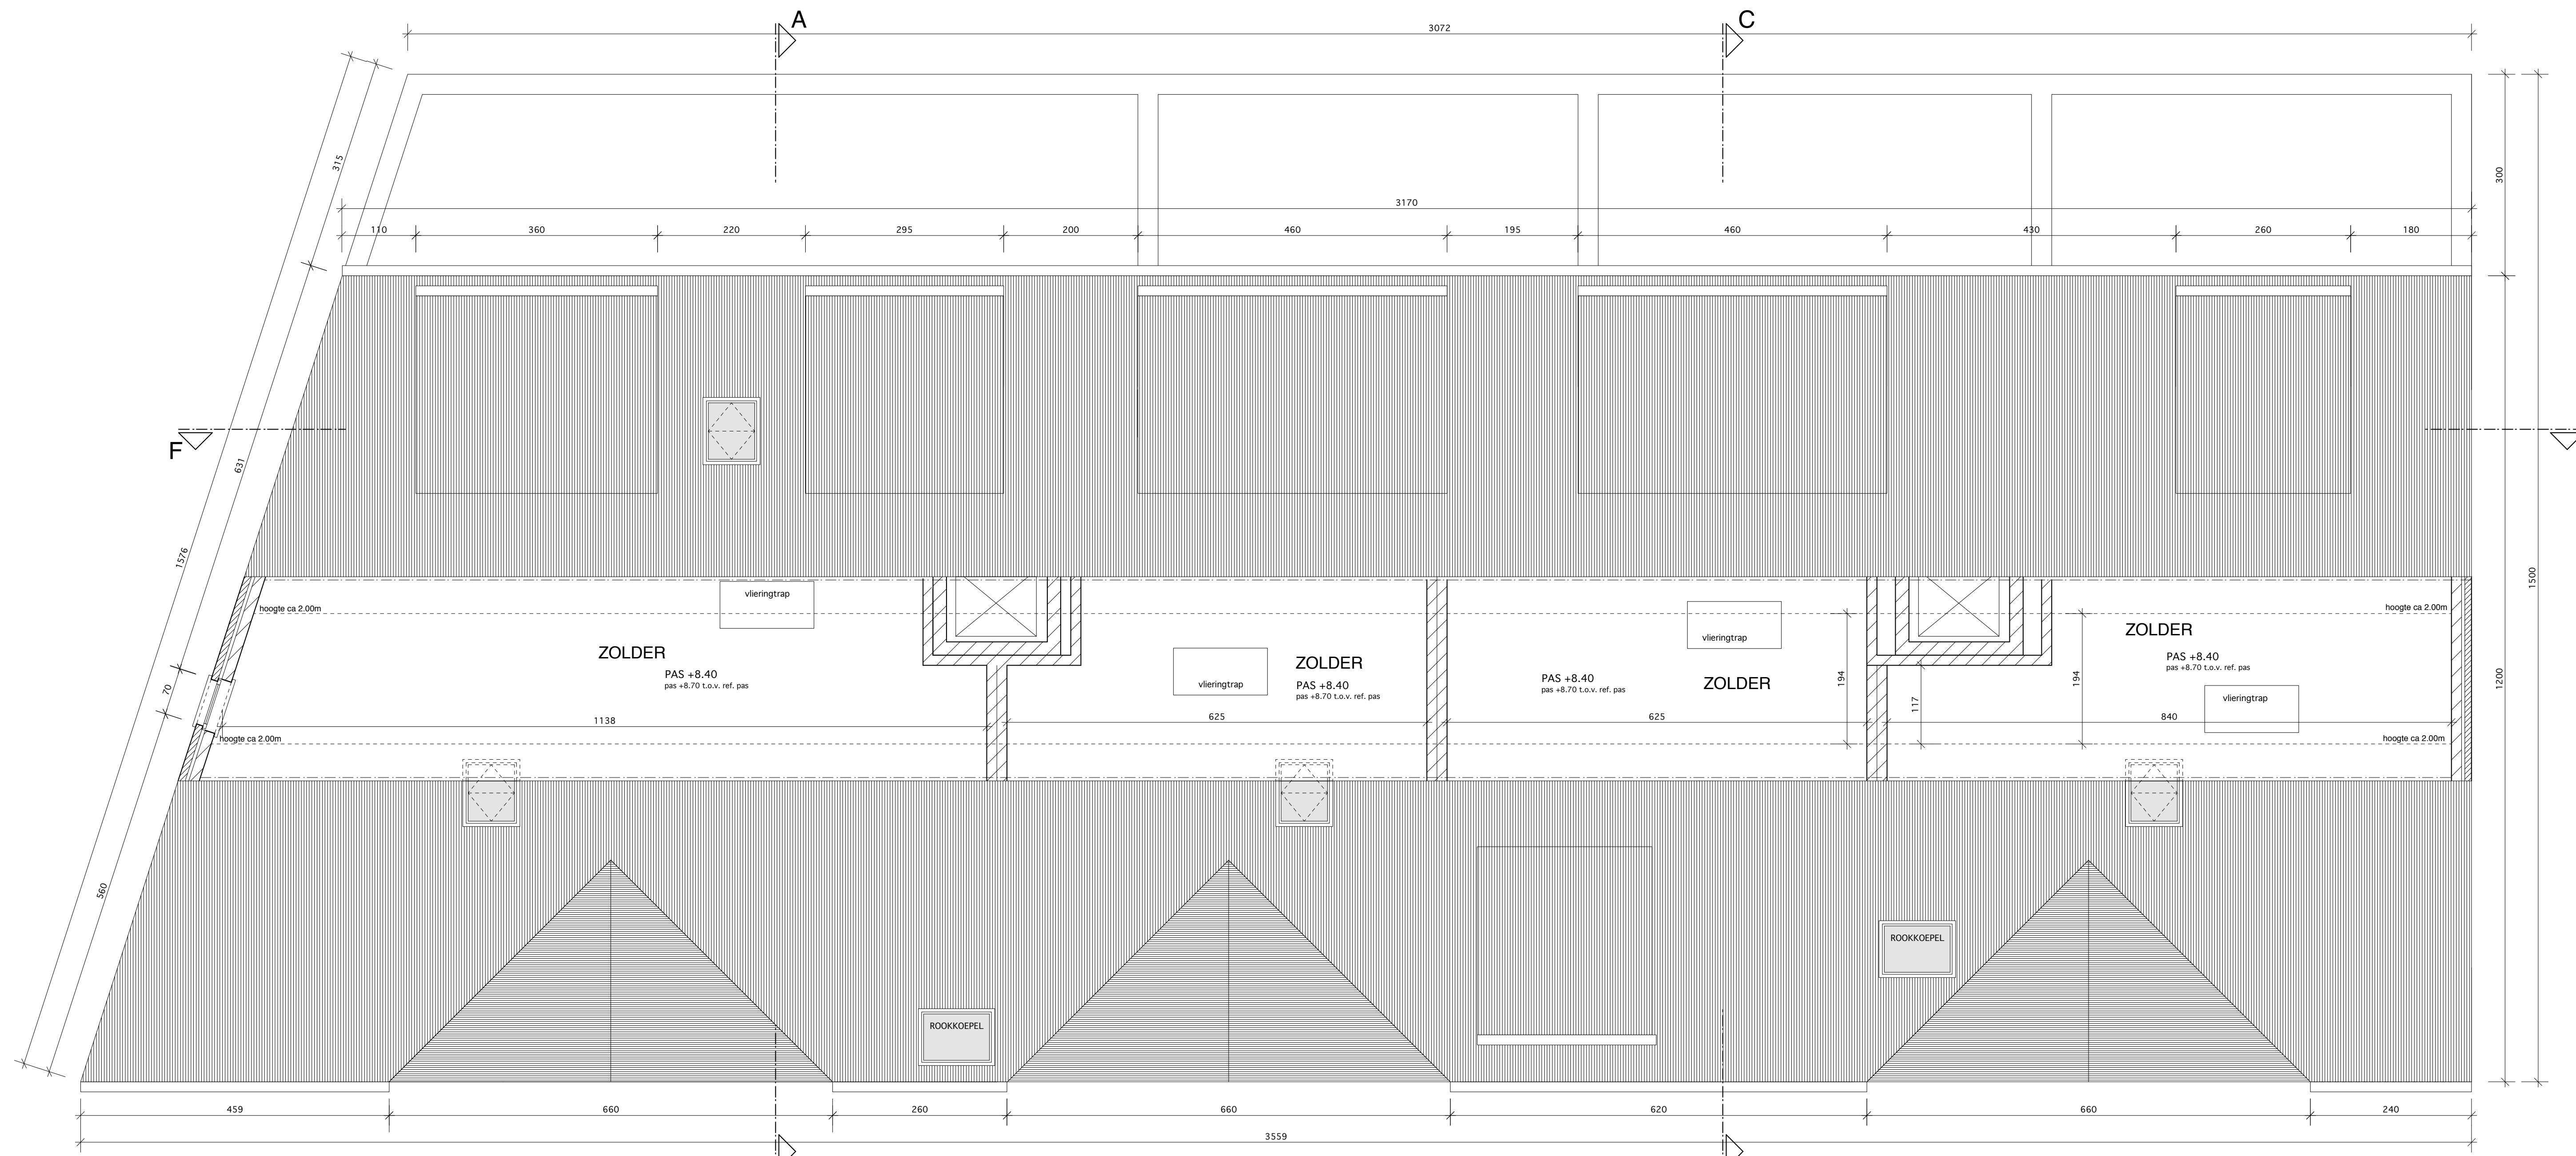 A
C
3072
315
300
3170
110
360
220
295
200
460
195
460
430
260
180
F
631
1576
1500
hoogte ca 2.00m
vlieringtrap
hoogte ca 2.00m
ZOLDER
PAS +8.40
pas +8.70 t.o.v. ref. pas
vlieringtrap
ZOLDER
PAS +8.40
pas +8.70 t.o.v. ref. pas
vlieringtrap
PAS +8.40
pas +8.70 t.o.v. ref. pas
ZOLDER
194
117
194
ZOLDER
PAS +8.40
pas +8.70 t.o.v. ref. pas
vlieringtrap
1200
70
1138
625
625
840
hoogte ca 2.00m
hoogte ca 2.00m
560
ROOKKOEPEL
ROOKKOEPEL
459
660
260
660
620
660
240
3559